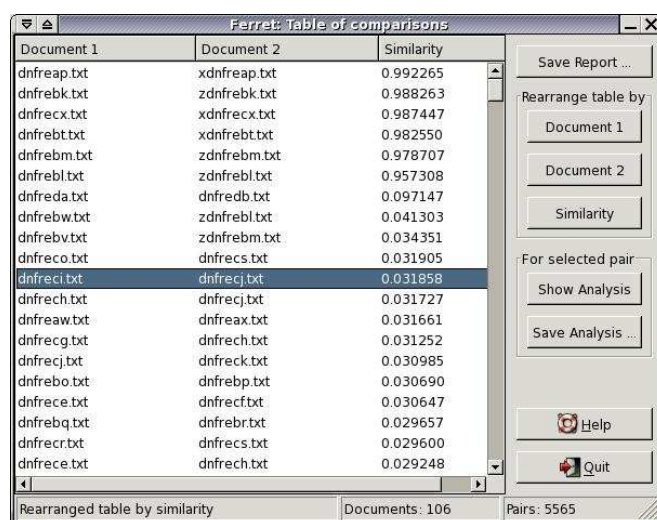 Ferret: Table of comparisons
Document 1 Document 2 Similarity
dnfreap.txt xdnfreap.txt 0.992265
dnfrebk.txt zdnfrebk.txt 0.988263
dnfrecx.txt xdnfrecx.txt 0.987447
dnfrebt.txt xdnfrebt.txt 0.982550
dnfrebm.txt zdnfrebm.txt 0.978707
dnfrebl.txt zdnfrebl.txt 0.957308
dnfreda.txt dnfredb.txt 0.097147
dnfrebw.txt zdnfrebl.txt 0.041303
dnfrebv.txt zdnfrebm.txt 0.034351
dnfreco.txt dnfrecs.txt 0.031905
dnfreci.txt dnfrecj.txt 0.031858
dnfrech.txt dnfrecj.txt 0.031727
dnfreaw.txt dnfreax.txt 0.031661
dnfrecg.txt dnfrech.txt 0.031252
dnfrecj.txt dnfreck.txt 0.030985
dnfrebo.txt dnfrebp.txt 0.030690
dnfrece.txt dnfrecf.txt 0.030647
dnfrebq.txt dnfrebr.txt 0.029657
dnfrecr.txt dnfrecs.txt 0.029600
dnfrece.txt dnfrech.txt 0.029248
Save Report ...
Rearrange table by
Document 1
Document 2
Similarity
For selected pair
Show Analysis
Save Analysis ...
Help
Quit
Rearranged table by similarity Documents: 106 Pairs: 5565